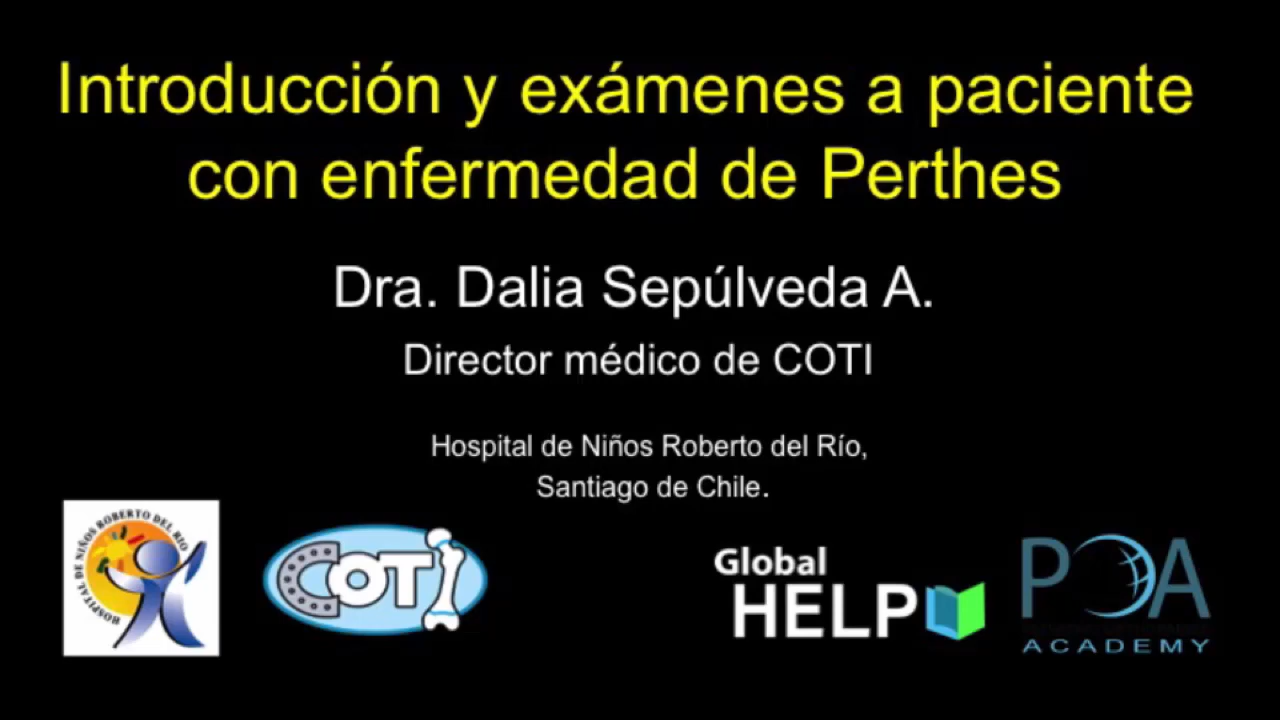 Introducción y exámenes a paciente
con enfermedad de Perthes
Dra. Dalia Sepúlveda A.
Director médico de COTI
Hospital de Niños Roberto del Río,
Santiago de Chile.
HOSPITAL DE NIÑOS ROBERTO DEL RIO
COTI
Global
HELP
POA
ACADEMY